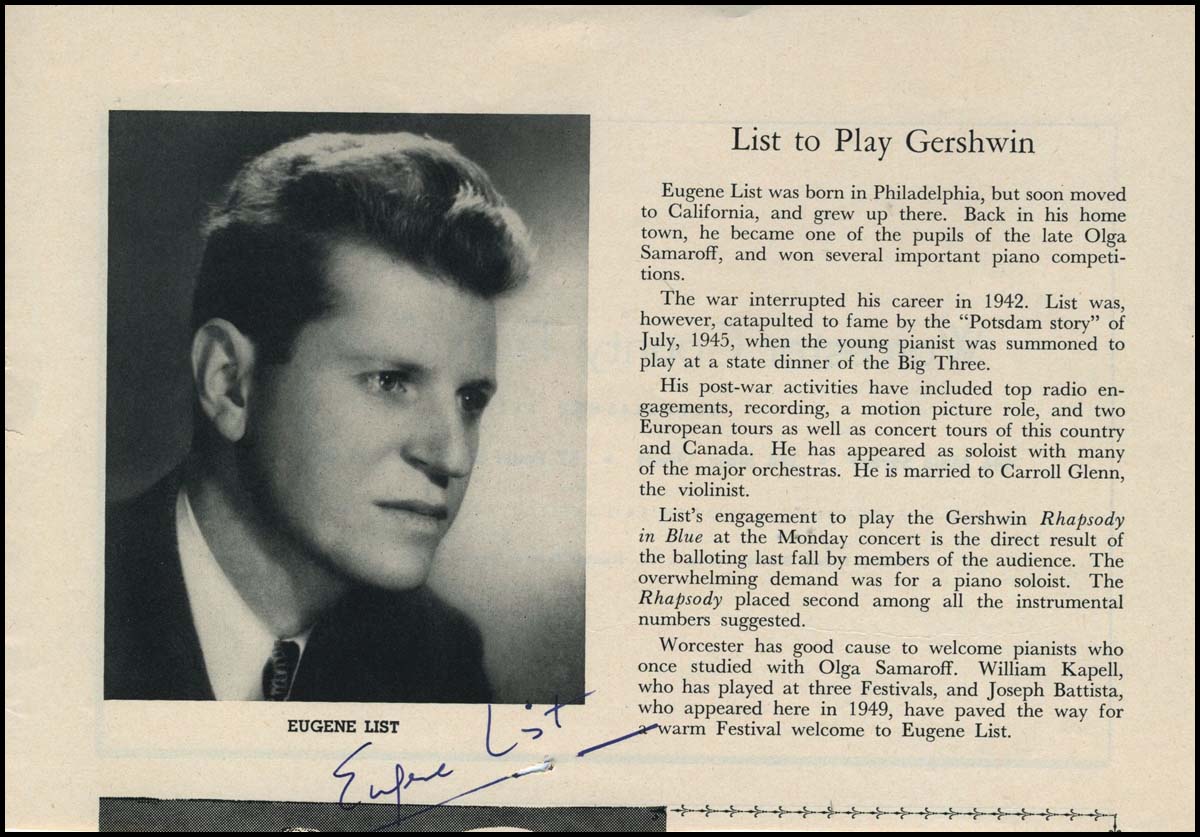 List to Play Gershwin
Eugene List was born in Philadelphia, but soon moved
to California, and grew up there. Back in his home
town, he became one of the pupils of the late Olga
Samaroff, and won several important piano competi-
tions.
The war interrupted his career in 1942. List was,
however, catapulted to fame by the “Potsdam story” of
July, 1945, when the young pianist was summoned to
play at a state dinner of the Big Three.
His post-war activities have included top radio en-
gagements, recording, a motion picture role, and two
European tours as well as concert tours of this country
and Canada. He has appeared as soloist with many
of the major orchestras. He is married to Carroll Glenn,
the violinist.
List’s engagement to play the Gershwin Rhapsody
in Blue at the Monday concert is the direct result of
the balloting last fall by members of the audience. The
overwhelming demand was for a piano soloist. The
Rhapsody placed second among all the instrumental
numbers suggested.
Worcester has good cause to welcome pianists who
once studied with Olga Samaroff. William Kapell,
who has played at three Festivals, and Joseph Battista,
who appeared here in 1949, have paved the way for
a warm Festival welcome to Eugene List.
EUGENE LIST
Eugene List